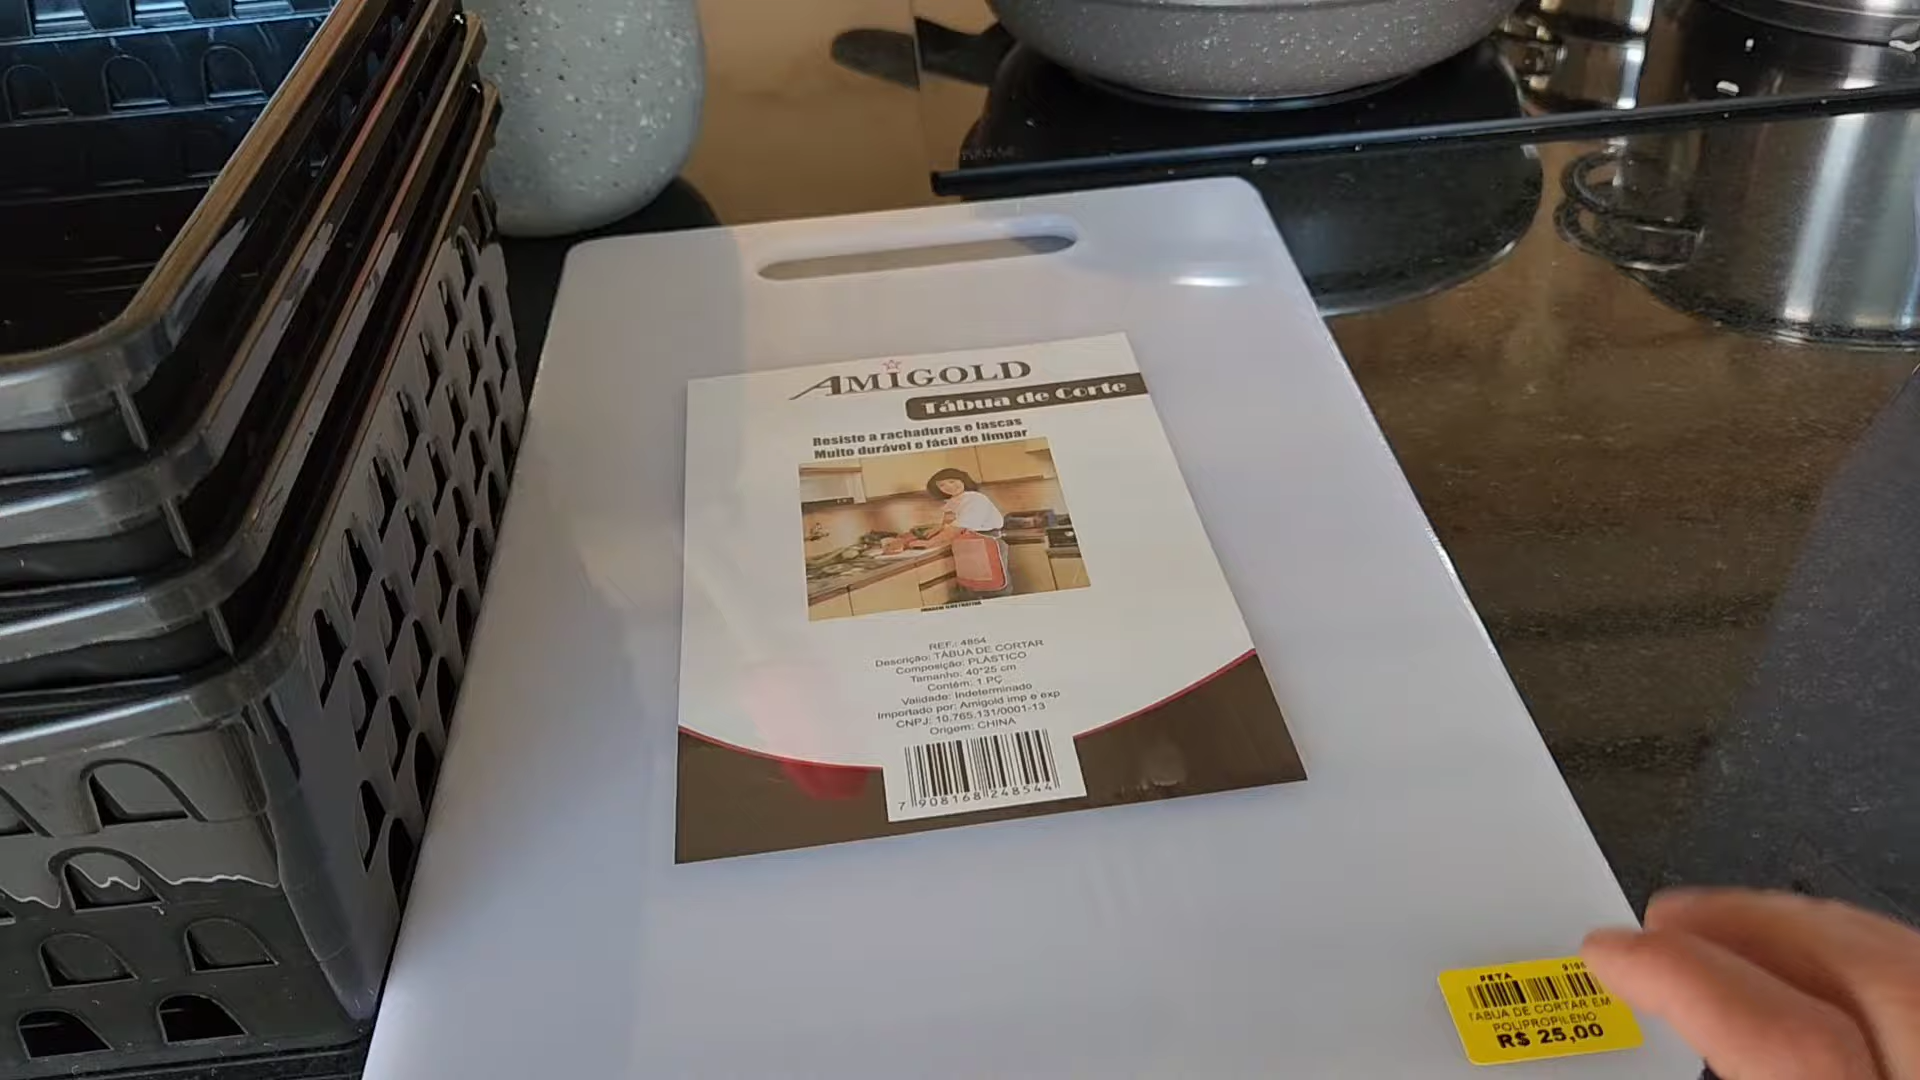 AMIGOLD
Tábua de Corte
Resiste a rachaduras e lascas
Muito durável e fácil de limpar
IMAGEM ILUSTRATIVA
REF.: 4854
Descrição: TÁBUA DE CORTAR
Composição: PLÁSTICO
Tamanho: 40*25 cm
Contém: 1 PÇ
Validade: Indeterminado
Importado por: Amigold imp e exp
CNPJ: 10.765.131/0001-13
Origem: CHINA
7 908168 248544
TABUA DE CORTAR EM
POLIPROPILENO
R$ 25,00